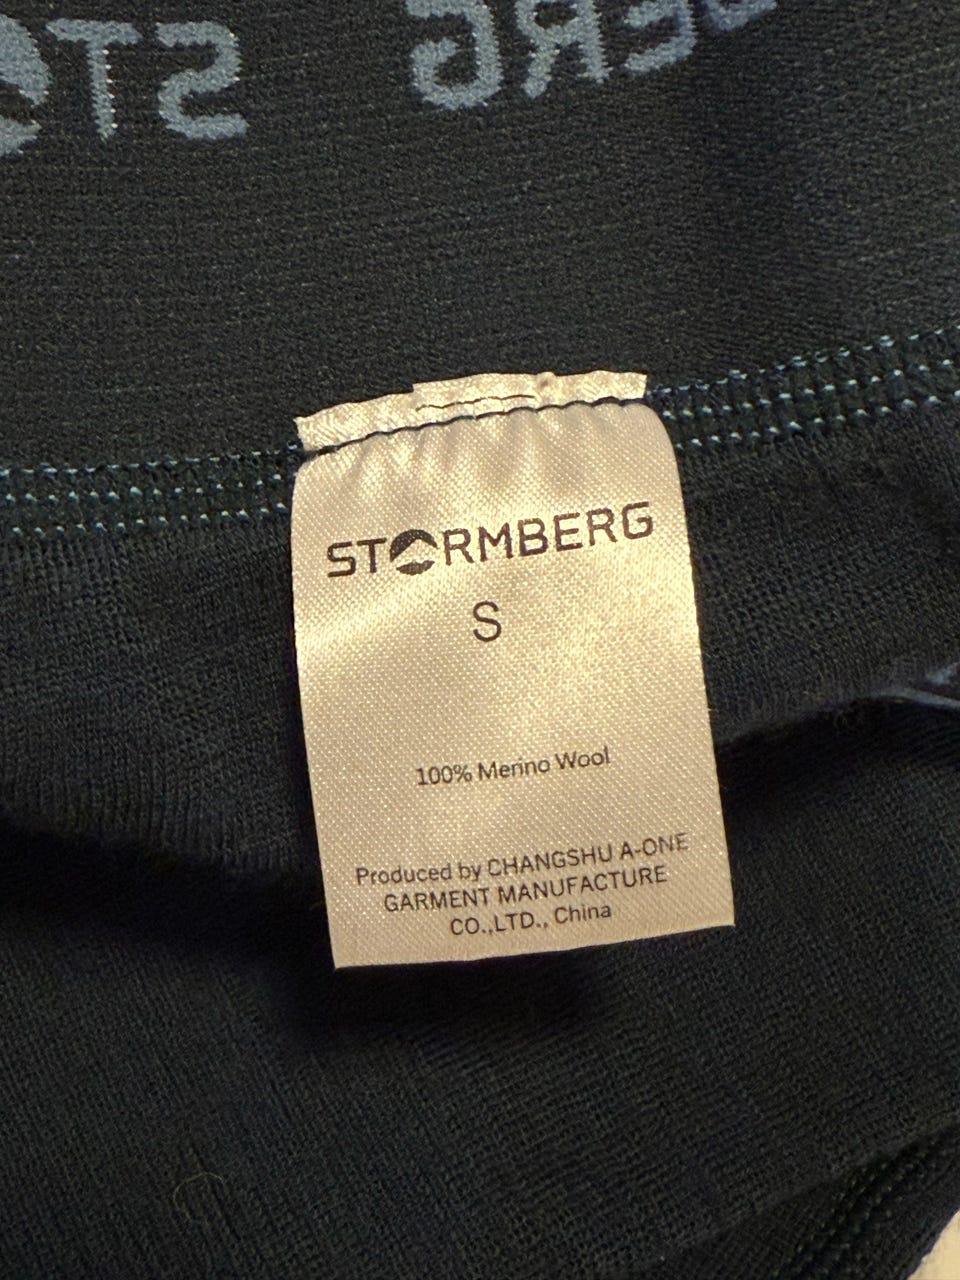 STORMBERG
S
100% Merino Wool
Produced by CHANGSHU A-ONE
GARMENT MANUFACTURE
CO.,LTD., China